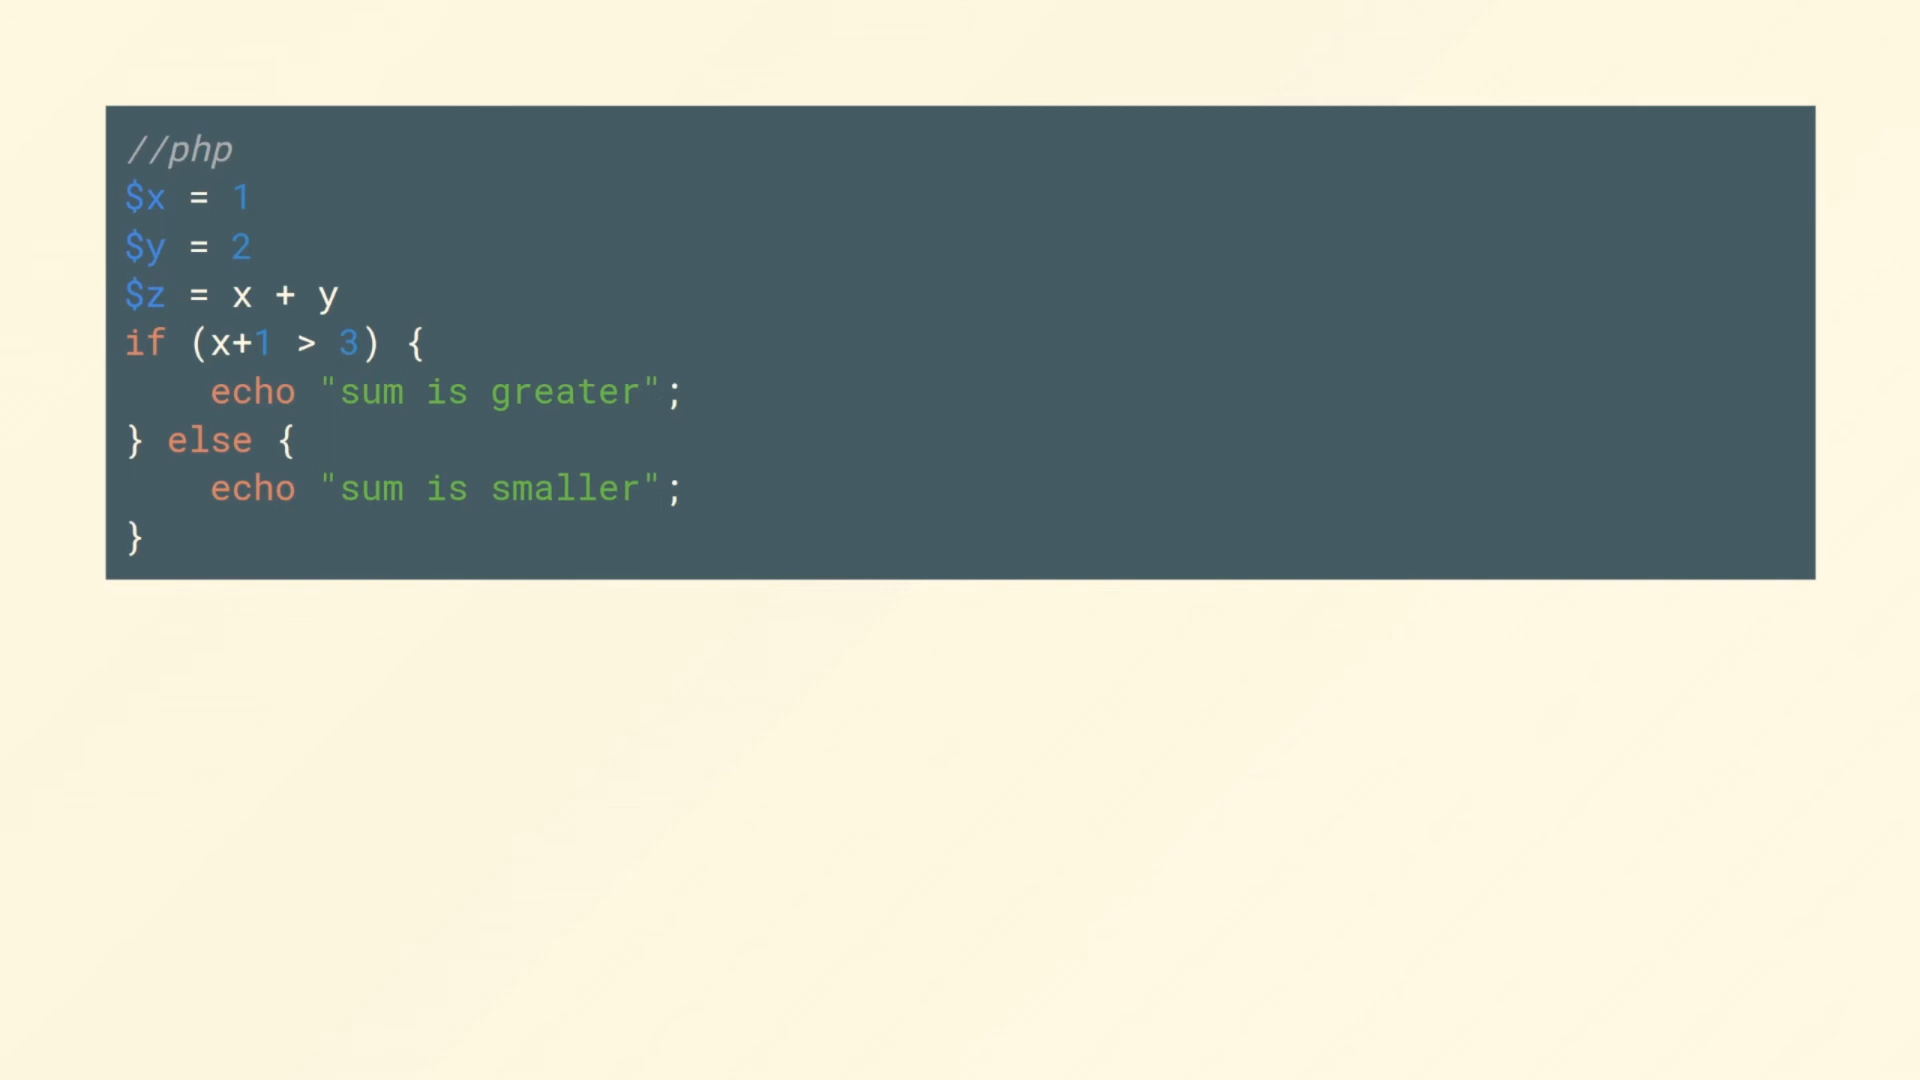 //php
$x = 1
$y = 2
$z = x + y
if (x+1 > 3) {
    echo "sum is greater";
} else {
    echo "sum is smaller";
}